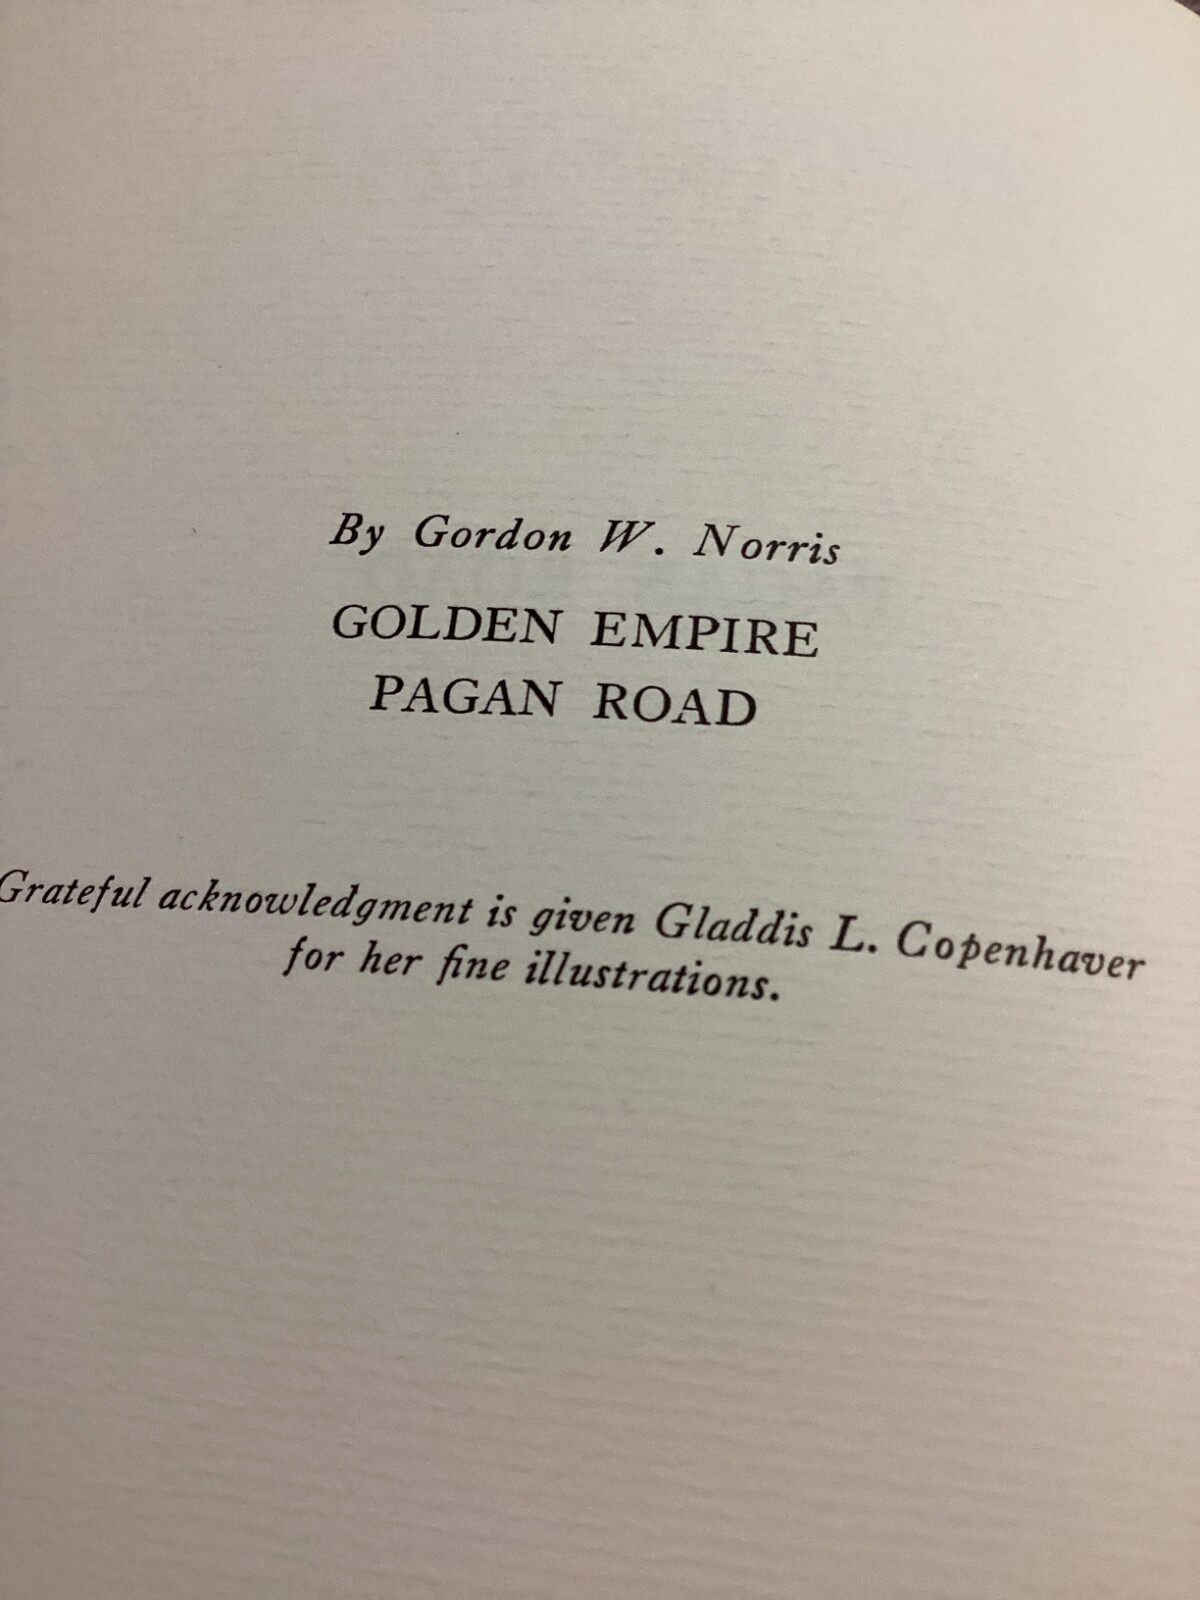 By Gordon W. Norris
GOLDEN EMPIRE
PAGAN ROAD
Grateful acknowledgment is given Gladdis L. Copenhaver
for her fine illustrations.